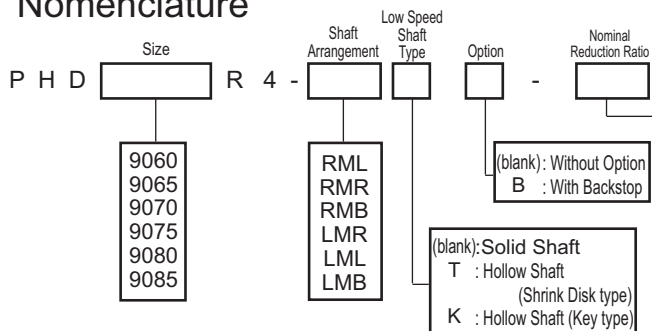 Nomenclature
Size
Shaft Arrangement
Low Speed Shaft Type
Option
Nominal Reduction Ratio
P H D R 4 - -
9060
9065
9070
9075
9080
9085
RML
RMR
RMB
LMR
LML
LMB
(blank): Without Option
B : With Backstop
(blank):Solid Shaft
T : Hollow Shaft
(Shrink Disk type)
K : Hollow Shaft (Key type)